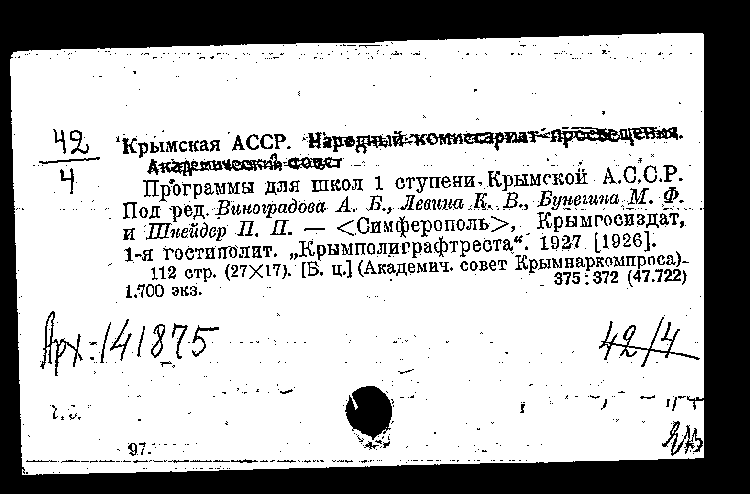 42
4
Крымская АССР. Народный комиссариат просвещения.
Академический совет
Программы для школ 1 ступени Крымской А.С.С.Р.
Под ред. Виноградова А. Б., Левина К. В., Бунегина М. Ф.
и Шнейдер П. П. — <Симферополь>, Крымгосиздат,
1-я гостиполит. „Крымполиграфтреста“. 1927 [1926].
112 стр. (27×17). [Б. ц.] (Академич. совет Крымнаркомпроса).
1.700 экз. 375:372 (47.722)
Арх: 141875 42/4
97.